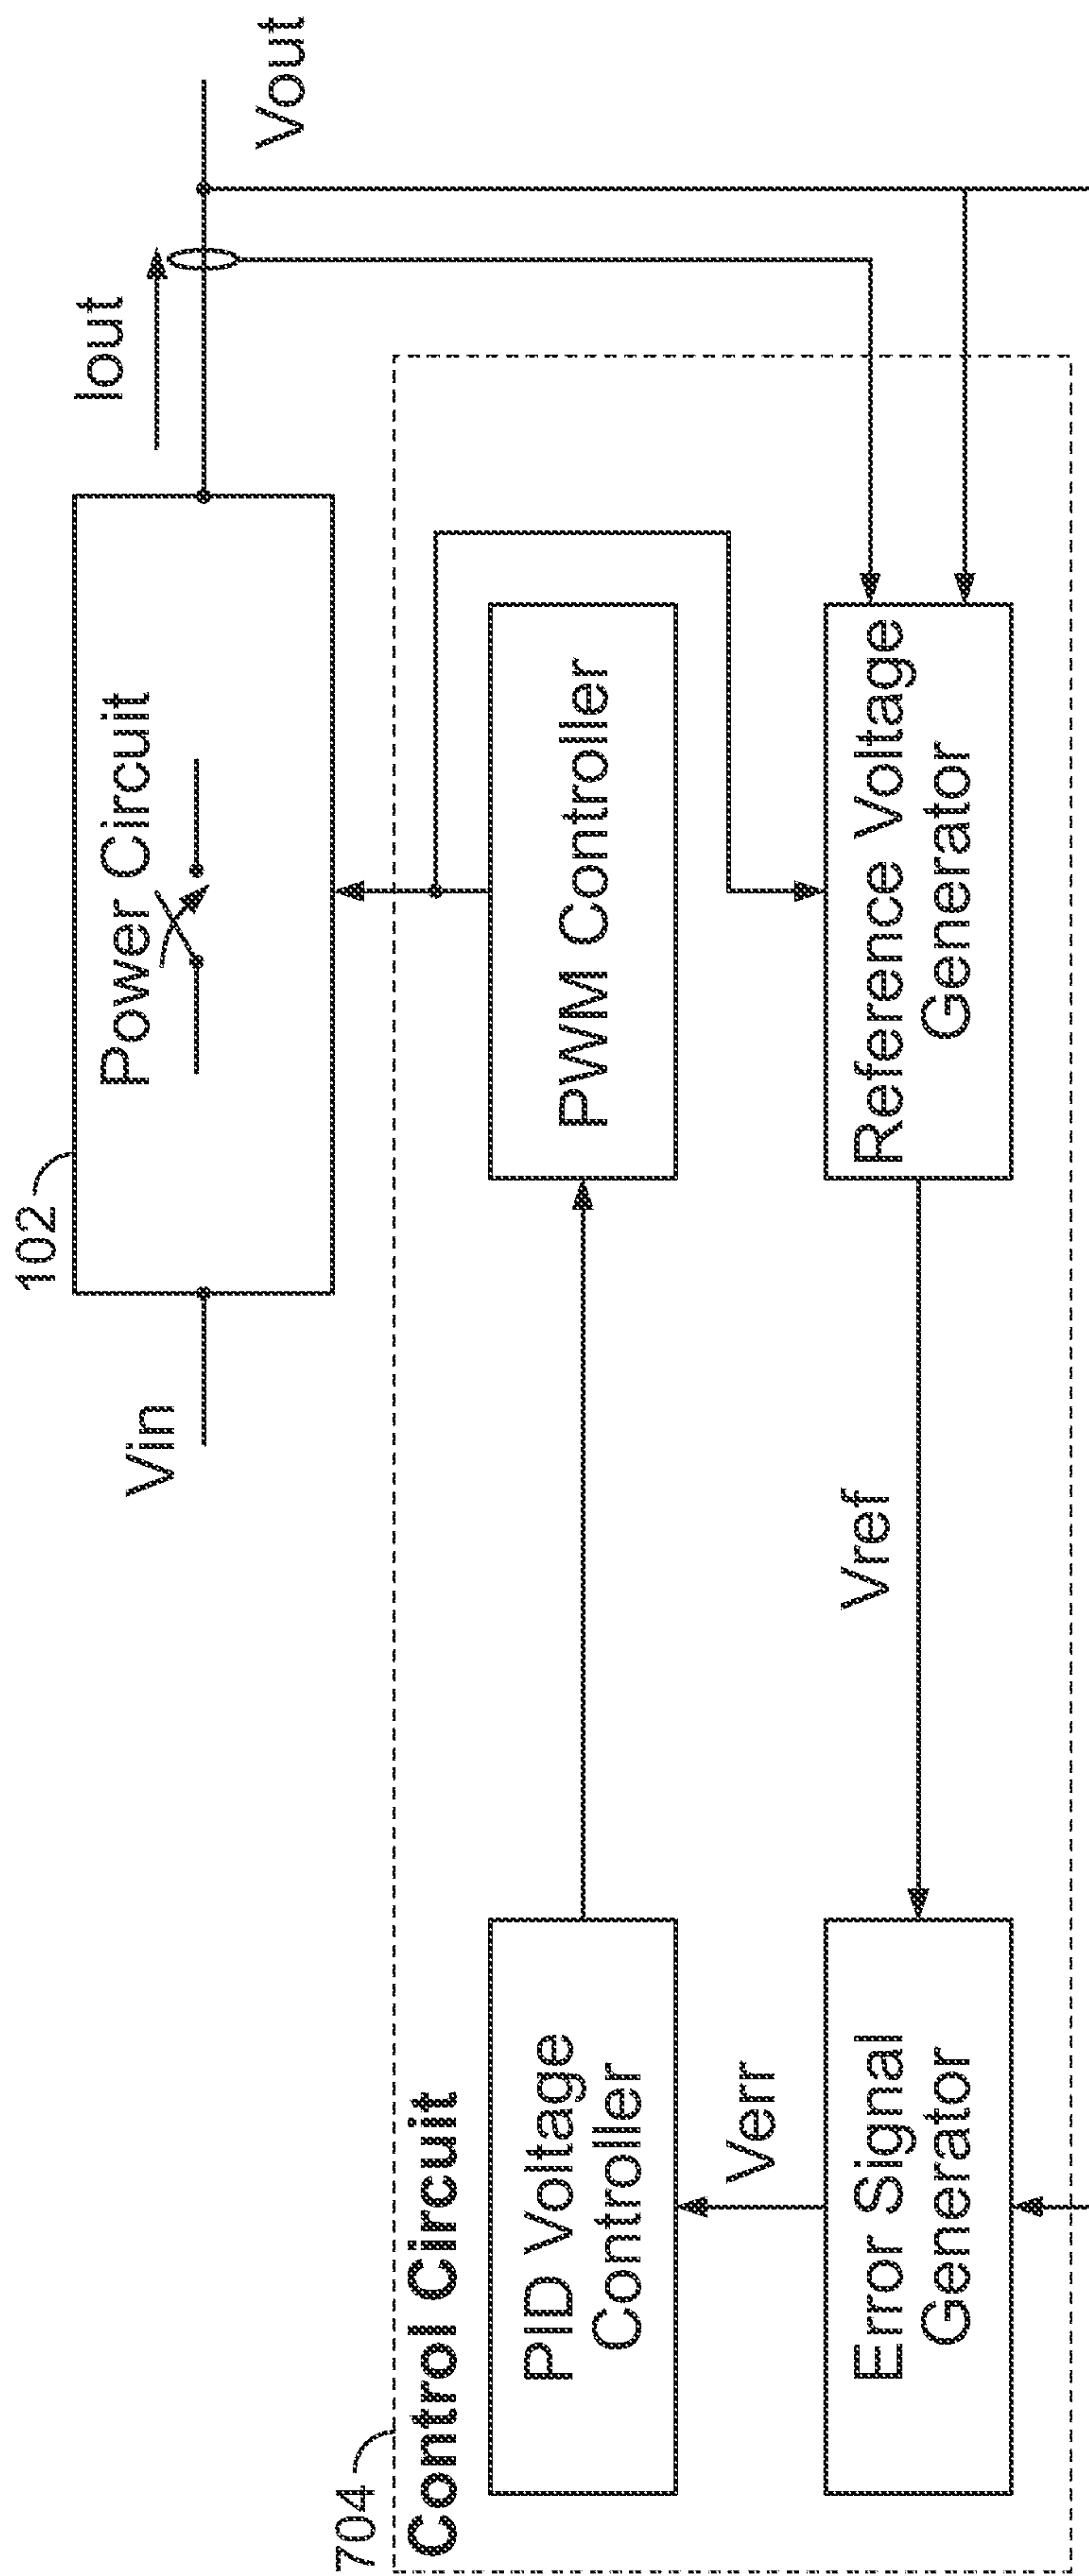 102
Power Circuit
Vin
Iout
Vout
704
Control Circuit
PID Voltage
Controller
PWM Controller
Verr
Vref
Error Signal
Generator
Reference Voltage
Generator